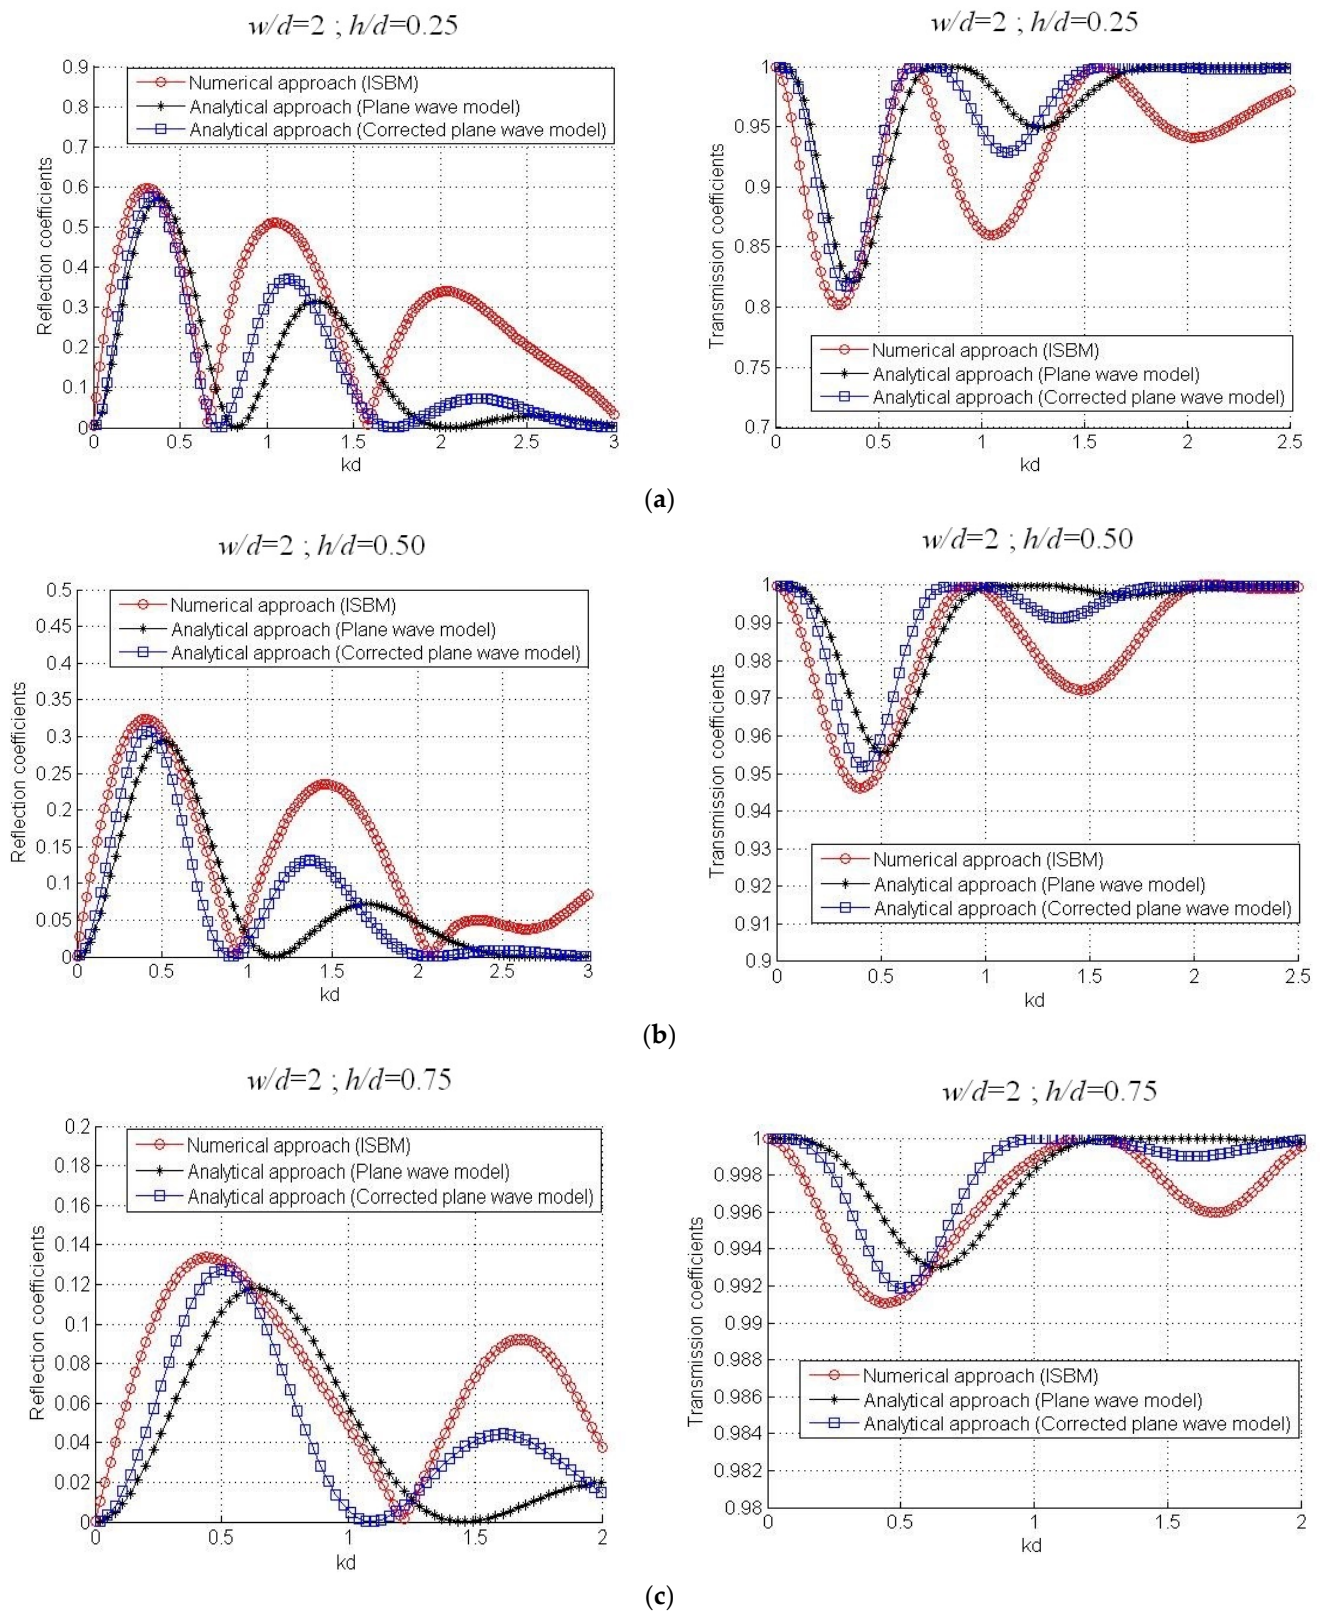 w/d=2 ; h/d=0.25
0.9
0.8
0.7
0.6
0.5
0.4
0.3
0.2
0.1
0
Reflection coefficients
Numerical approach (ISBM)
Analytical approach (Plane wave model)
Analytical approach (Corrected plane wave model)
0 0.5 1 1.5 2 2.5 3
kd
w/d=2 ; h/d=0.25
1
0.95
0.9
0.85
0.8
0.75
0.7
Transmission coefficients
Numerical approach (ISBM)
Analytical approach (Plane wave model)
Analytical approach (Corrected plane wave model)
0 0.5 1 1.5 2 2.5
kd
(a)
w/d=2 ; h/d=0.50
0.5
0.45
0.4
0.35
0.3
0.25
0.2
0.15
0.1
0.05
0
Reflection coefficients
Numerical approach (ISBM)
Analytical approach (Plane wave model)
Analytical approach (Corrected plane wave model)
0 0.5 1 1.5 2 2.5 3
kd
w/d=2 ; h/d=0.50
1
0.99
0.98
0.97
0.96
0.95
0.94
0.93
0.92
0.91
0.9
Transmission coefficients
Numerical approach (ISBM)
Analytical approach (Plane wave model)
Analytical approach (Corrected plane wave model)
0 0.5 1 1.5 2 2.5
kd
(b)
w/d=2 ; h/d=0.75
0.2
0.18
0.16
0.14
0.12
0.1
0.08
0.06
0.04
0.02
0
Reflection coefficients
Numerical approach (ISBM)
Analytical approach (Plane wave model)
Analytical approach (Corrected plane wave model)
0 0.5 1 1.5 2
kd
w/d=2 ; h/d=0.75
1
0.998
0.996
0.994
0.992
0.99
0.988
0.986
0.984
0.982
0.98
Transmission coefficients
Numerical approach (ISBM)
Analytical approach (Plane wave model)
Analytical approach (Corrected plane wave model)
0 0.5 1 1.5 2
kd
(c)